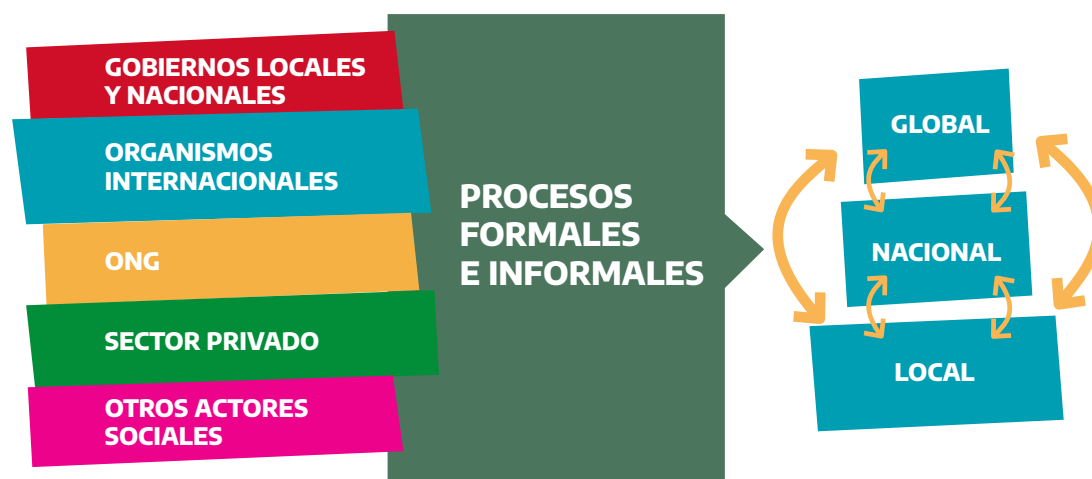 GOBIERNOS LOCALES
Y NACIONALES
ORGANISMOS
INTERNACIONALES
ONG
SECTOR PRIVADO
OTROS ACTORES
SOCIALES
PROCESOS
FORMALES
E INFORMALES
GLOBAL
NACIONAL
LOCAL